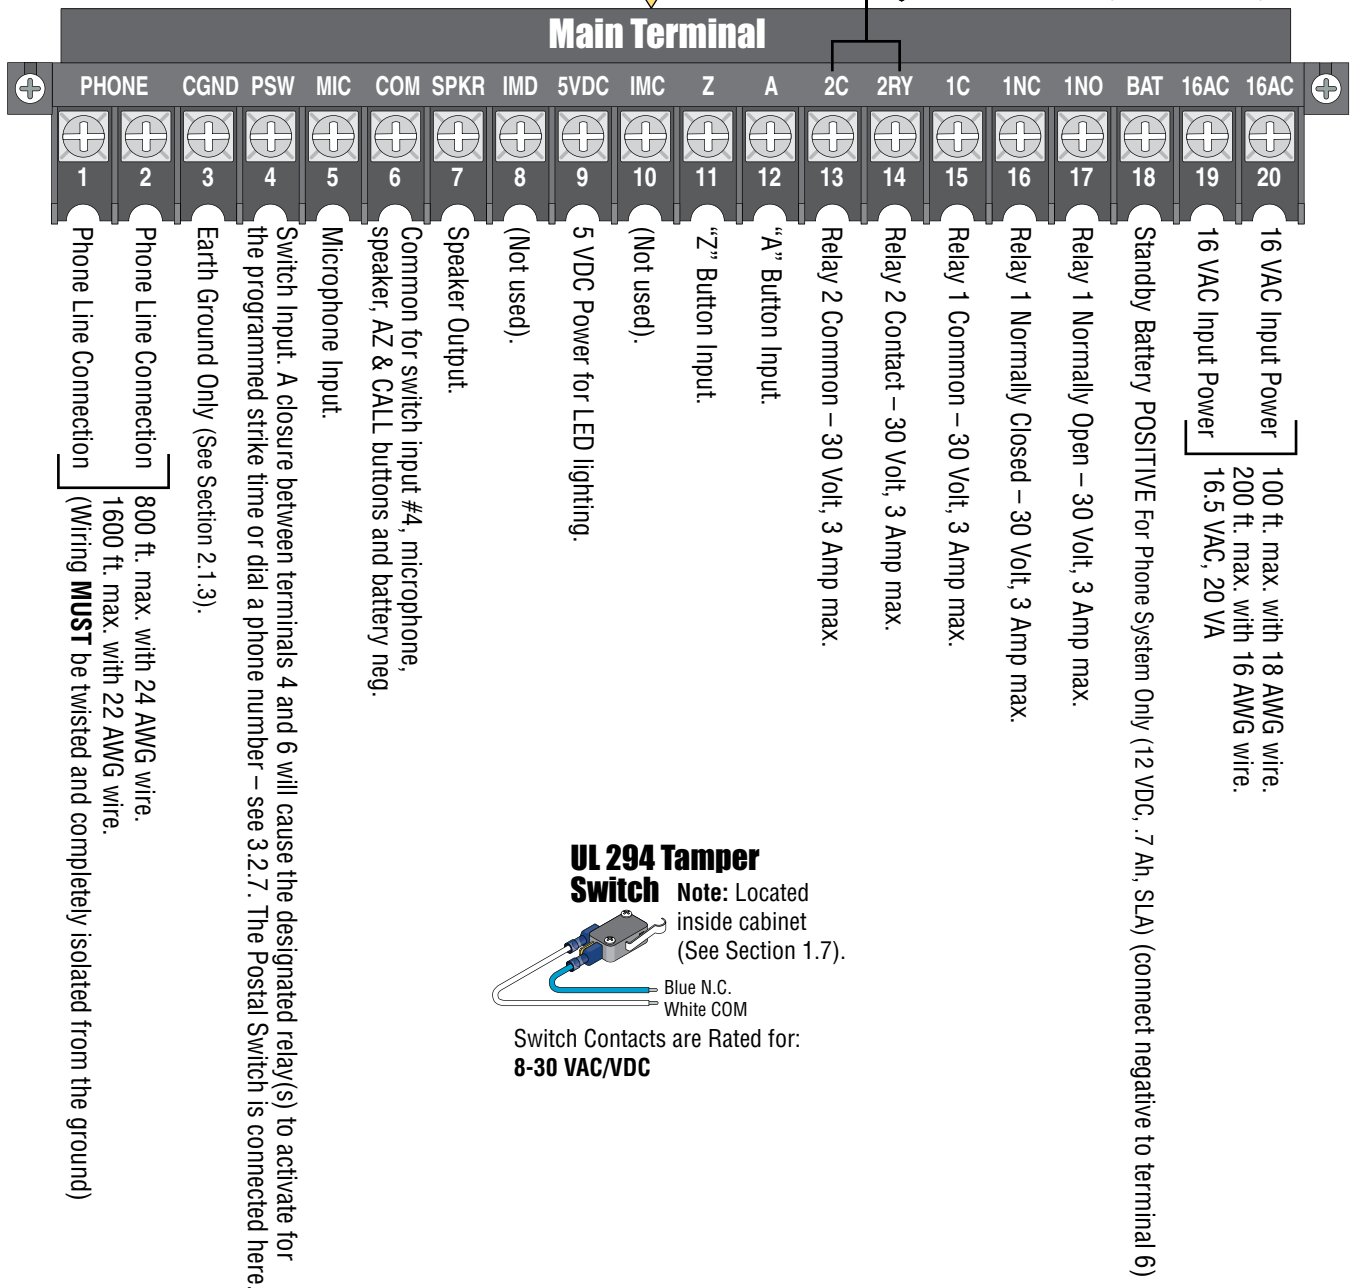 Main Terminal
PHONE CGND PSW MIC COM SPKR IMD 5VDC IMC Z A 2C 2RY 1C 1NC 1NO BAT 16AC 16AC
1 2 3 4 5 6 7 8 9 10 11 12 13 14 15 16 17 18 19 20
Phone Line Connection
Phone Line Connection
800 ft. max. with 24 AWG wire.
1600 ft. max. with 22 AWG wire.
(Wiring MUST be twisted and completely isolated from the ground)
Earth Ground Only (See Section 2.1.3).
Switch Input. A closure between terminals 4 and 6 will cause the designated relay(s) to activate for
the programmed strike time or dial a phone number – see 3.2.7. The Postal Switch is connected here.
Microphone Input.
Common for switch input #4, microphone,
speaker, AZ & CALL buttons and battery neg.
Speaker Output.
(Not used).
5 VDC Power for LED lighting.
(Not used).
“Z” Button Input.
“A” Button Input.
Relay 2 Common – 30 Volt, 3 Amp max.
Relay 2 Contact – 30 Volt, 3 Amp max.
Relay 1 Common – 30 Volt, 3 Amp max.
Relay 1 Normally Closed – 30 Volt, 3 Amp max.
Relay 1 Normally Open – 30 Volt, 3 Amp max.
Standby Battery POSITIVE For Phone System Only (12 VDC, .7 Ah, SLA) (connect negative to terminal 6)
16 VAC Input Power
16 VAC Input Power
100 ft. max. with 18 AWG wire.
200 ft. max. with 16 AWG wire.
16.5 VAC, 20 VA
UL 294 Tamper
Switch Note: Located
inside cabinet
(See Section 1.7).
Blue N.C.
White COM
Switch Contacts are Rated for:
8-30 VAC/VDC